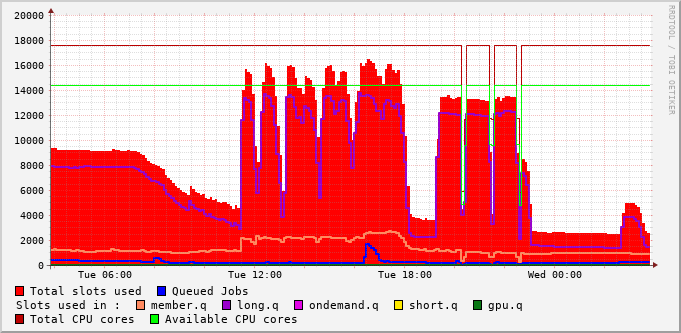 20000
18000
16000
14000
12000
10000
8000
6000
4000
2000
0
Tue 06:00 Tue 12:00 Tue 18:00 Wed 00:00
Total slots used Queued Jobs
Slots used in : member.q long.q ondemand.q short.q gpu.q
Total CPU cores Available CPU cores
RRDTOOL / TOBI OETIKER